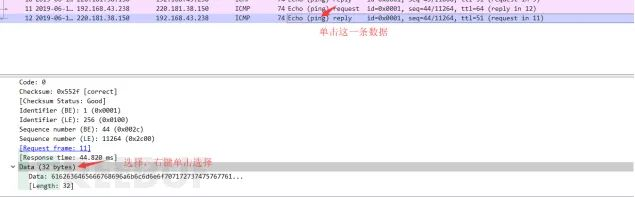 11 2019-06-1… 192.168.43.238 220.181.38.150 ICMP 74 Echo (ping) request id=0x0001, seq=44/11264, ttl=64 (reply in 12)
12 2019-06-1… 220.181.38.150 192.168.43.238 ICMP 74 Echo (ping) reply id=0x0001, seq=44/11264, ttl=51 (request in 11)
单击这一条数据
Code: 0
Checksum: 0x552f [correct]
[Checksum Status: Good]
Identifier (BE): 1 (0x0001)
Identifier (LE): 256 (0x0100)
Sequence number (BE): 44 (0x002c)
Sequence number (LE): 11264 (0x2c00)
[Request frame: 11]
[Response time: 44.820 ms]
选择，右键单击选择
Data (32 bytes)
Data: 6162636465666768696a6b6c6d6e6f7071727374757677 61...
[Length: 32]